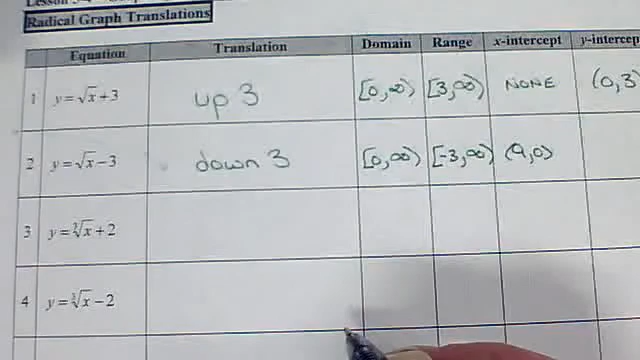 Radical Graph Translations
Equation Translation Domain Range x-intercept y-intercep
1 y = √x + 3 up 3 [0,∞) [3,∞) NONE (0,3
2 y = √x − 3 down 3 [0,∞) [-3,∞) (9,0)
3 y = ∛x + 2
4 y = ∛x − 2